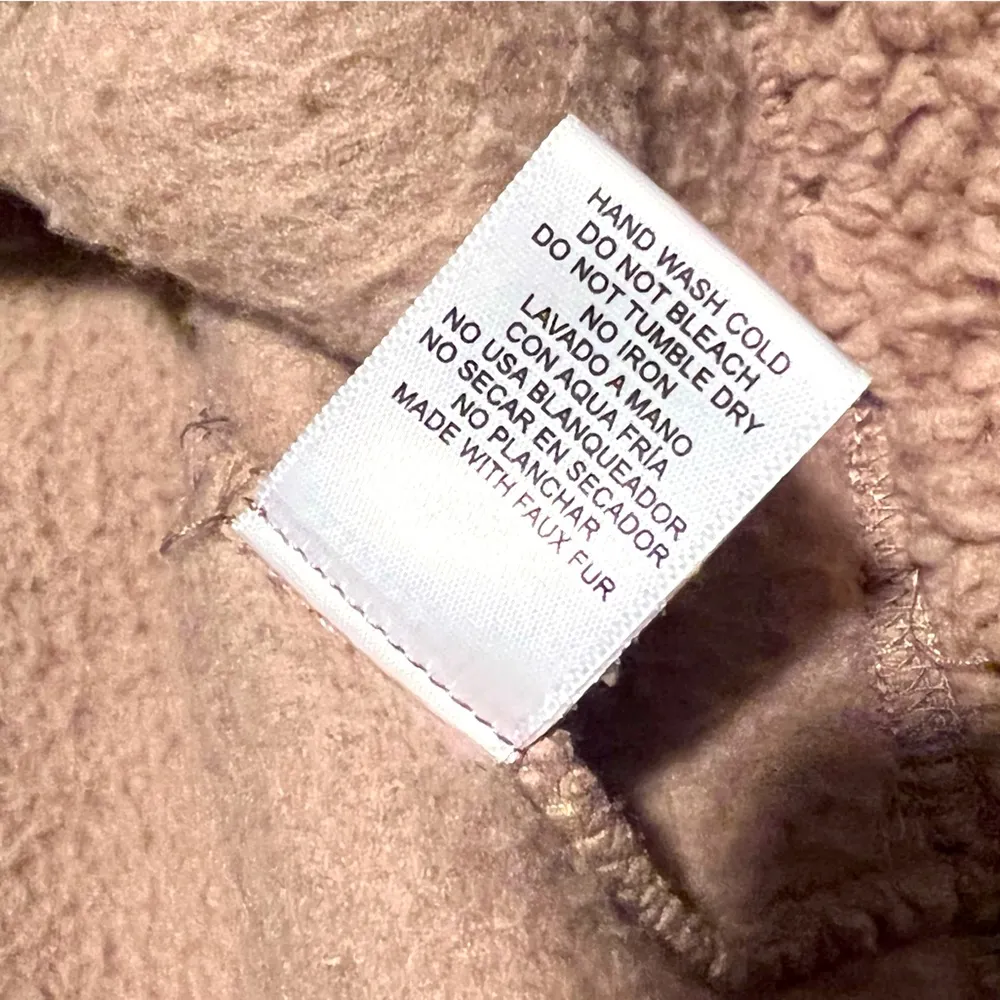 HAND WASH COLD
DO NOT BLEACH
DO NOT TUMBLE DRY
NO IRON
LAVADO A MANO
CON AQUA FRÍA
NO USA BLANQUEADOR
NO SECAR EN SECADOR
NO PLANCHAR
MADE WITH FAUX FUR